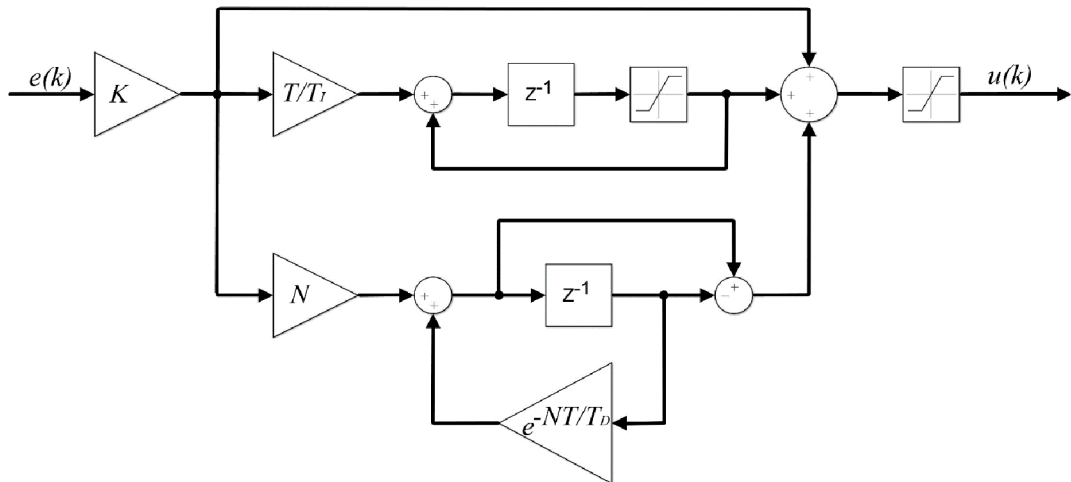 e(k)
K
T/T_I
+
+
z⁻¹
+
+
+
u(k)
N
+
+
z⁻¹
+
−
e^-NT/T_D